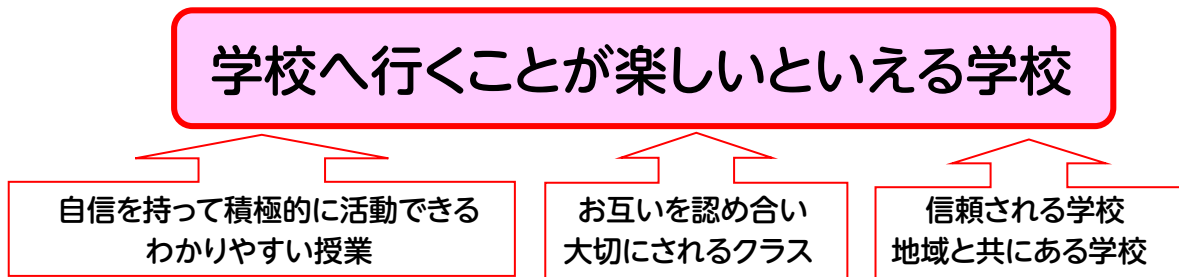 学校へ行くことが楽しいといえる学校
自信を持って積極的に活動できる
わかりやすい授業
お互いを認め合い
大切にされるクラス
信頼される学校
地域と共にある学校